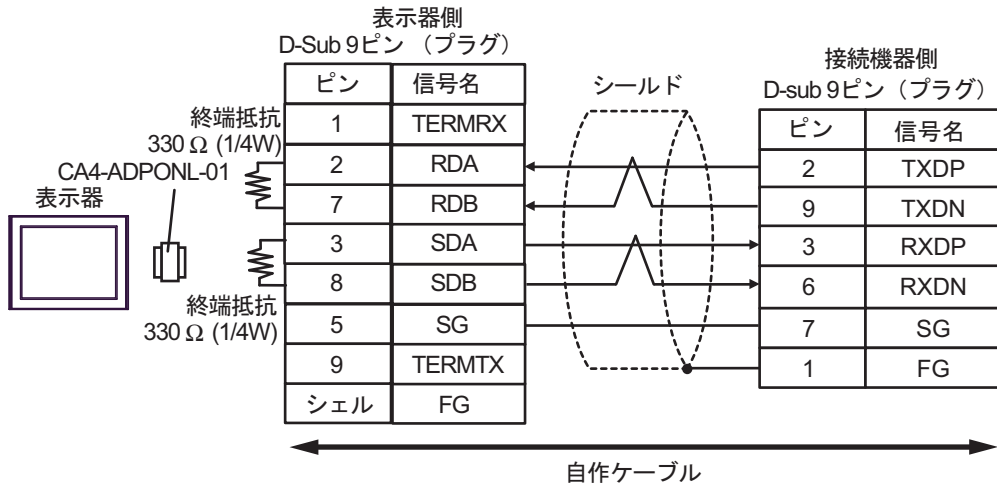 表示器側
D-Sub 9ピン （プラグ）
ピン 信号名
1 TERMRX
2 RDA
7 RDB
3 SDA
8 SDB
5 SG
9 TERMTX
シェル FG
終端抵抗
330 Ω (1/4W)
CA4-ADPONL-01
表示器
終端抵抗
330 Ω (1/4W)
シールド
接続機器側
D-sub 9ピン（プラグ）
ピン 信号名
2 TXDP
9 TXDN
3 RXDP
6 RXDN
7 SG
1 FG
自作ケーブル